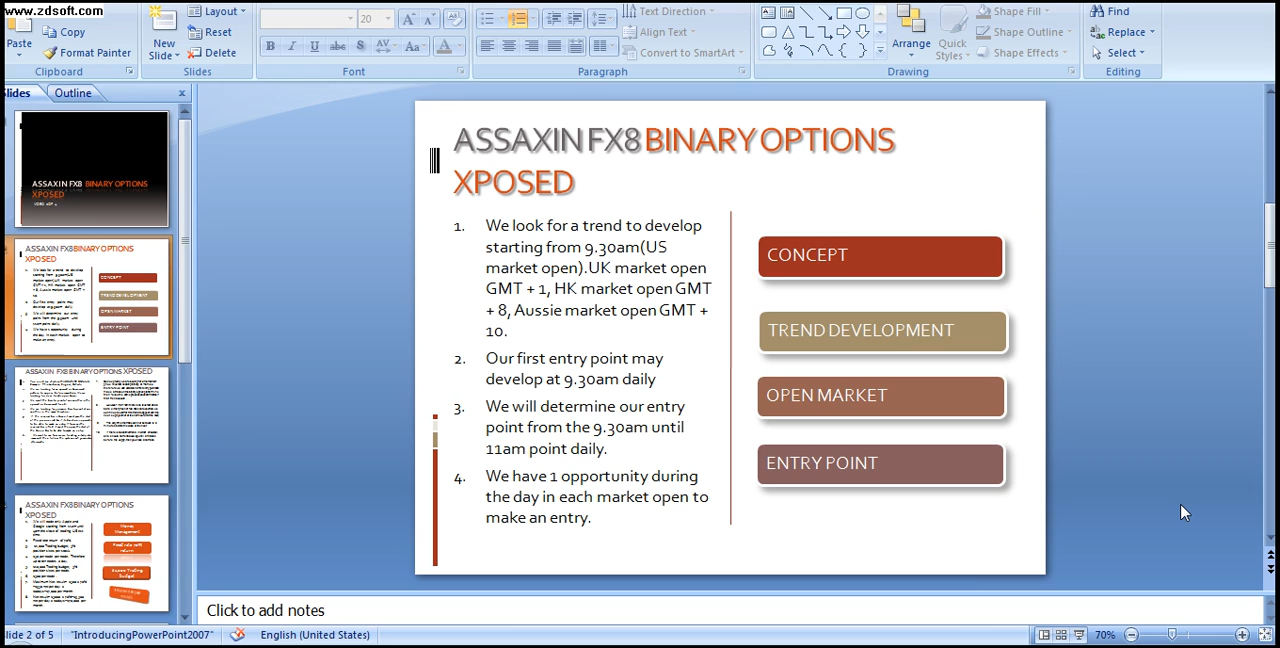 www.zdsoft.com
Layout
20
Text Direction
Shape Fill
Find
Copy
Reset
Align Text
Shape Outline
Replace
Paste
Format Painter
New
Slide
Delete
B I U abe S AV Aa A
Convert to SmartArt
Arrange
Quick
Styles
Shape Effects
Select
Clipboard
Slides
Font
Paragraph
Drawing
Editing
Slides
Outline
x
ASSAXIN FX8 BINARY OPTIONS
XPOSED
ASSAXIN FX8 BINARY OPTIONS
XPOSED
1. We look for a trend to develop
starting from 9.30am(US
market open).UK market open
GMT + 1, HK market open GMT
+ 8, Aussie market open GMT +
10.
2. Our first entry point may
develop at 9.30am daily
3. We will determine our entry
point from the 9.30am until
11am point daily.
4. We have 1 opportunity during
the day in each market open to
make an entry.
CONCEPT
TREND DEVELOPMENT
OPEN MARKET
ENTRY POINT
ASSAXIN FX8 BINARY OPTIONS
XPOSED
CONCEPT
TREND DEVELOPMENT
OPEN MARKET
ENTRY POINT
ASSAXIN FX8 BINARY OPTIONS XPOSED
ASSAXIN FX8 BINARY OPTIONS
XPOSED
Money
Management
Click to add notes
Slide 2 of 5
"IntroducingPowerPoint2007"
English (United States)
70%